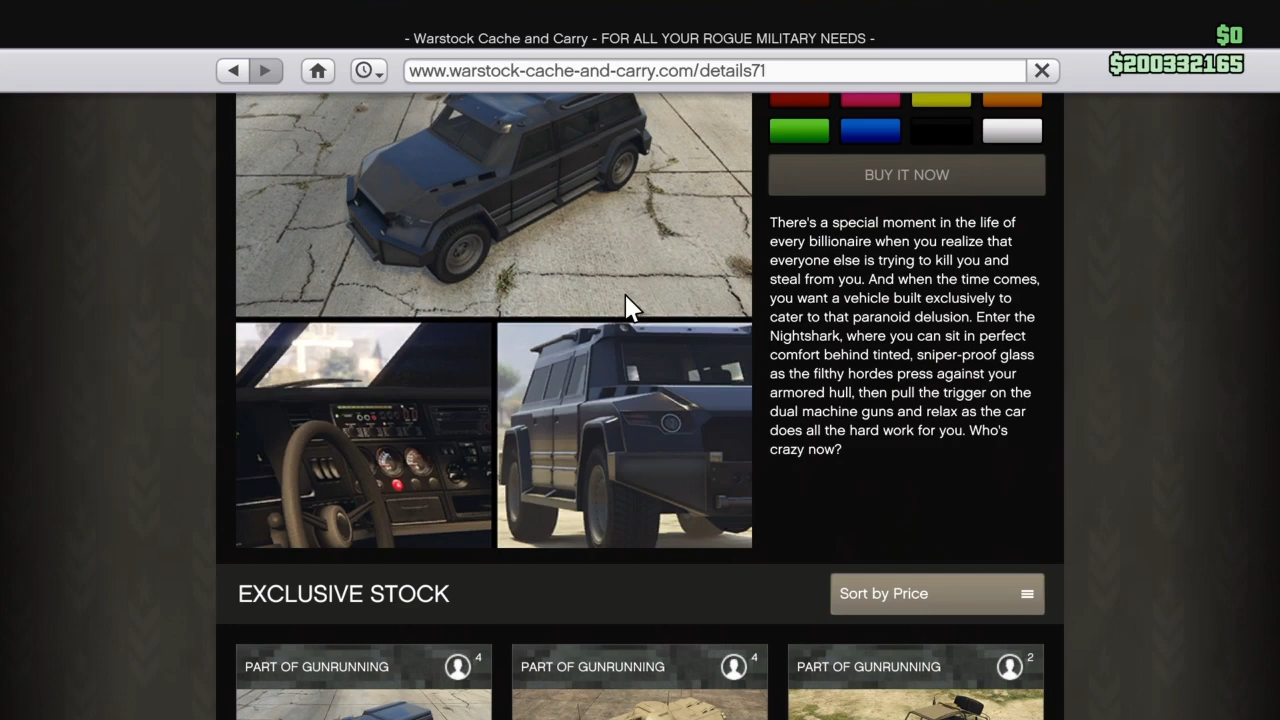 - Warstock Cache and Carry - FOR ALL YOUR ROGUE MILITARY NEEDS -
$0
$200332165
www.warstock-cache-and-carry.com/details71
BUY IT NOW
There's a special moment in the life of
every billionaire when you realize that
everyone else is trying to kill you and
steal from you. And when the time comes,
you want a vehicle built exclusively to
cater to that paranoid delusion. Enter the
Nightshark, where you can sit in perfect
comfort behind tinted, sniper-proof glass
as the filthy hordes press against your
armored hull, then pull the trigger on the
dual machine guns and relax as the car
does all the hard work for you. Who's
crazy now?
EXCLUSIVE STOCK
Sort by Price
PART OF GUNRUNNING 4
PART OF GUNRUNNING 4
PART OF GUNRUNNING 2